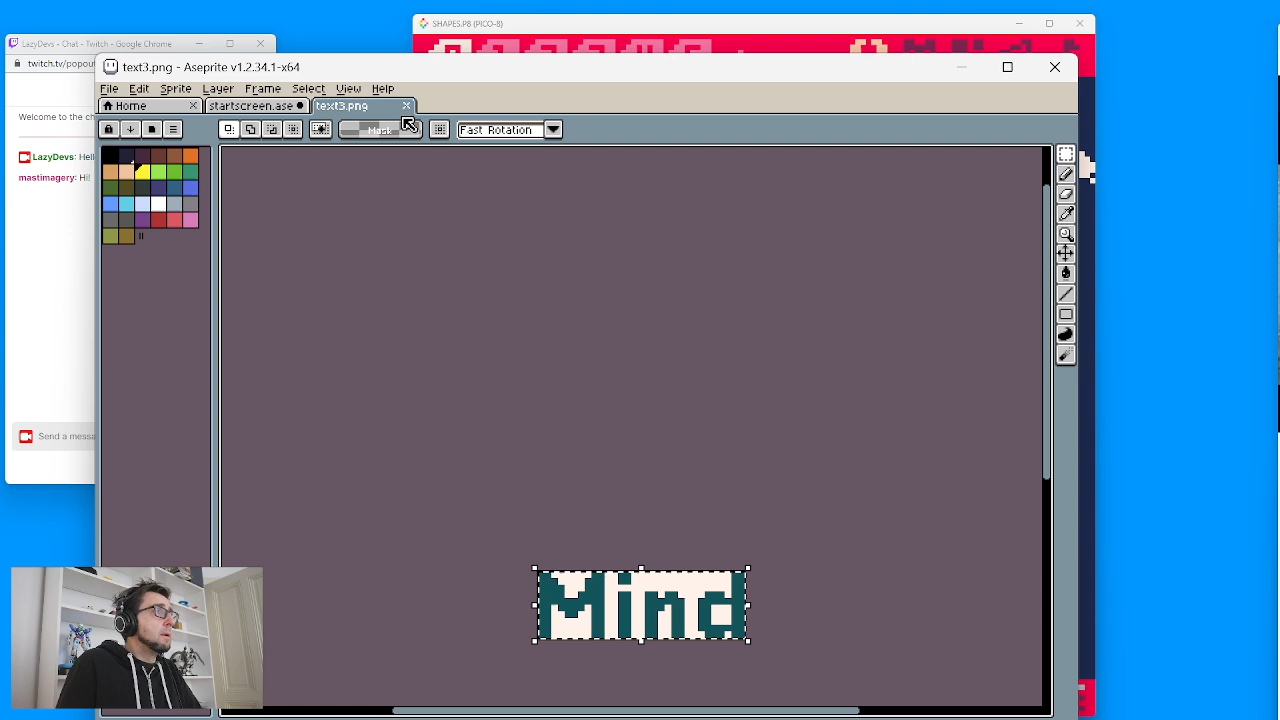 SHAPES.P8 (PICO-8)
LazyDevs - Chat - Twitch - Google Chrome
twitch.tv/popout
text3.png - Aseprite v1.2.34.1-x64
File Edit Sprite Layer Frame Select View Help
Home startscreen.ase text3.png
Welcome to the ch
Mask Fast Rotation
LazyDevs: Hell
mastimagery: Hi!
Send a messa
Mind